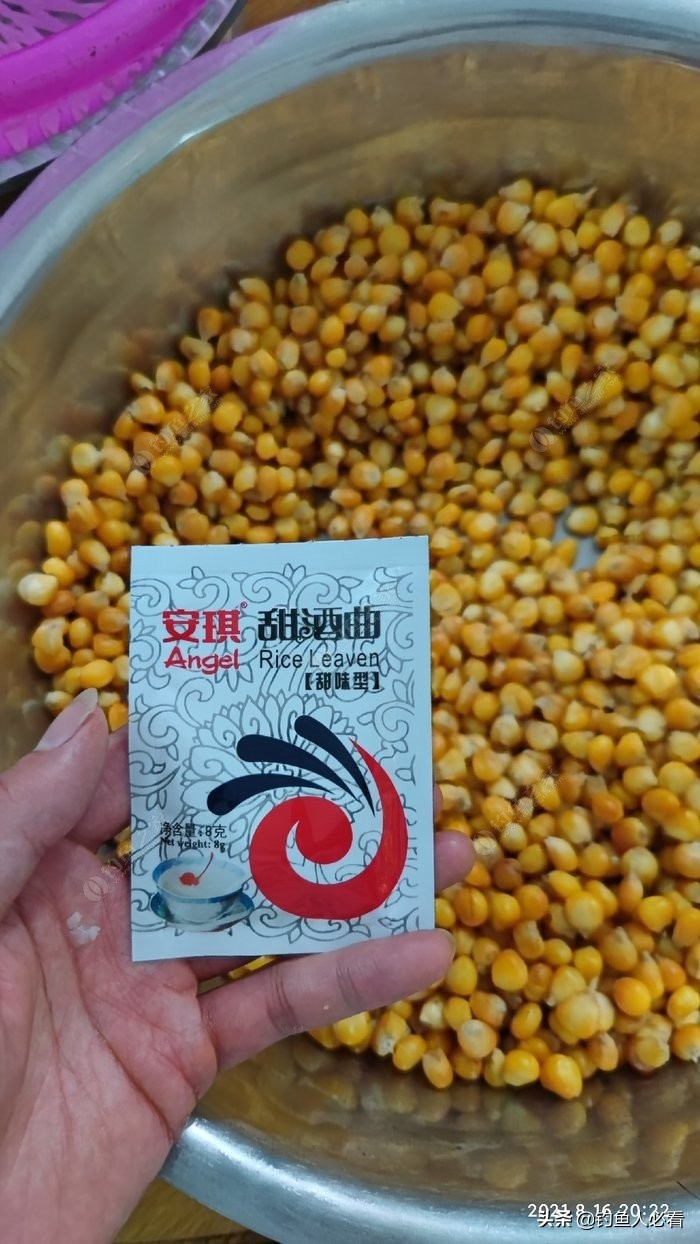 安琪® 甜酒曲
Angel Rice Leaven
【甜味型】
净含量:8克
Net weight: 8g
2021.8.16 20:22
头条 @钓鱼人必看